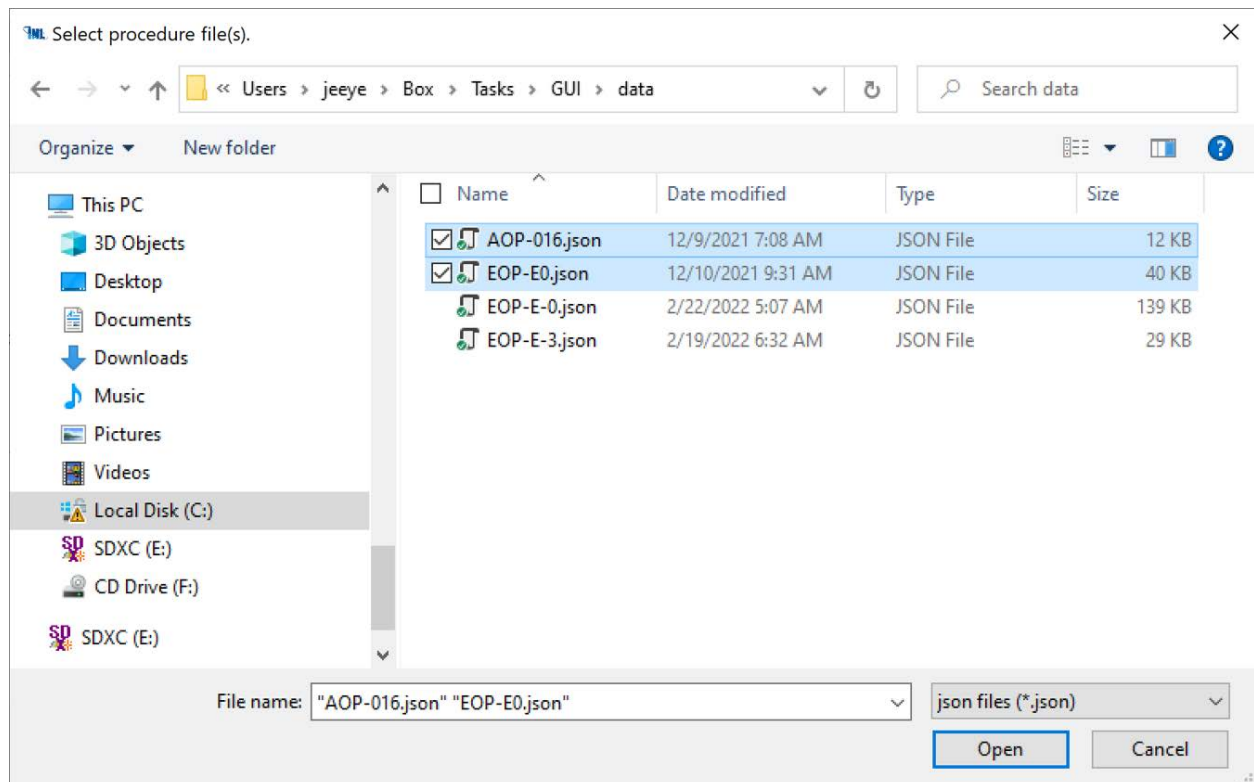 INL Select procedure file(s).
« Users › jeeye › Box › Tasks › GUI › data
Search data
Organize New folder
Name Date modified Type Size
This PC
3D Objects
Desktop
Documents
Downloads
Music
Pictures
Videos
Local Disk (C:)
SDXC (E:)
CD Drive (F:)
SDXC (E:)
AOP-016.json 12/9/2021 7:08 AM JSON File 12 KB
EOP-E0.json 12/10/2021 9:31 AM JSON File 40 KB
EOP-E-0.json 2/22/2022 5:07 AM JSON File 139 KB
EOP-E-3.json 2/19/2022 6:32 AM JSON File 29 KB
File name: "AOP-016.json" "EOP-E0.json" json files (*.json)
Open Cancel